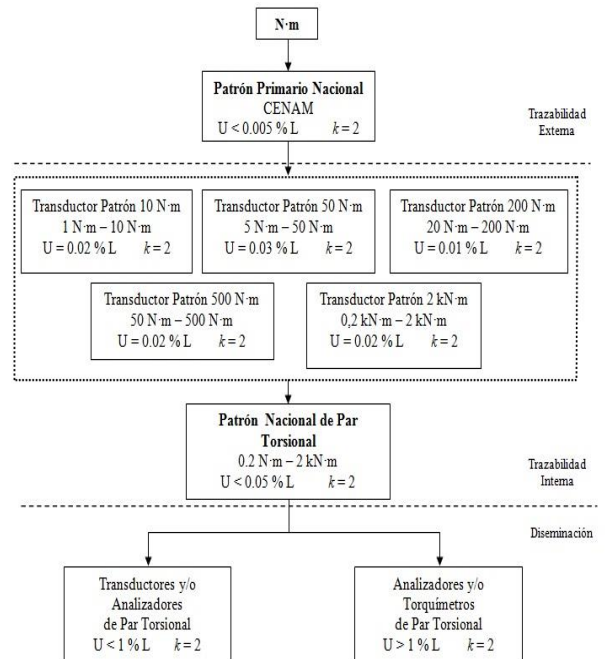 N·m
Patrón Primario Nacional
CENAM
U < 0.005 % L k = 2
Trazabilidad
Externa
Transductor Patrón 10 N·m
1 N·m – 10 N·m
U = 0.02 % L k = 2
Transductor Patrón 50 N·m
5 N·m – 50 N·m
U = 0.03 % L k = 2
Transductor Patrón 200 N·m
20 N·m – 200 N·m
U = 0.01 % L k = 2
Transductor Patrón 500 N·m
50 N·m – 500 N·m
U = 0.02 % L k = 2
Transductor Patrón 2 kN·m
0,2 kN·m – 2 kN·m
U = 0.02 % L k = 2
Patrón Nacional de Par
Torsional
0.2 N·m – 2 kN·m
U < 0.05 % L k = 2
Trazabilidad
Interna
Diseminación
Transductores y/o
Analizadores
de Par Torsional
U < 1 % L k = 2
Analizadores y/o
Torquímetros
de Par Torsional
U > 1 % L k = 2